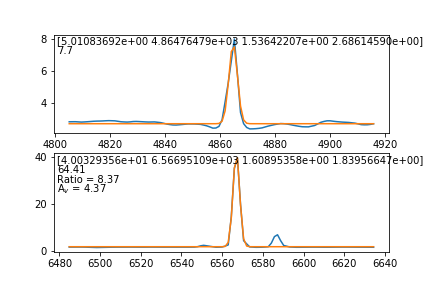 [5.01083692e+00 4.86476479e+03 1.53642207e+00 2.68614590e+00]
7.7
8
6
4
4800 4820 4840 4860 4880 4900 4920
[4.00329356e+01 6.56695109e+03 1.60895358e+00 1.83956647e+00]
64.41
Ratio = 8.37
Av = 4.37
40
20
0
6480 6500 6520 6540 6560 6580 6600 6620 6640